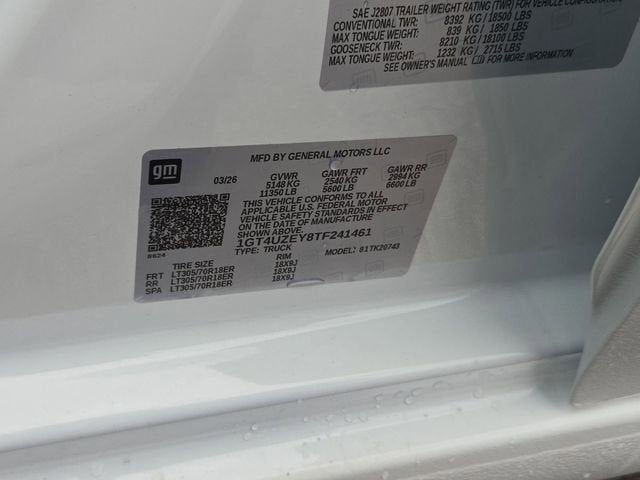 SAE J2807 TRAILER WEIGHT RATING (TWR) FOR VEHICLE CONFIGURATION
CONVENTIONAL TWR: 8392 KG / 18500 LBS
MAX TONGUE WEIGHT: 839 KG / 1850 LBS
GOOSENECK TWR: 8210 KG / 18100 LBS
MAX TONGUE WEIGHT: 1232 KG / 2715 LBS
SEE OWNER'S MANUAL FOR MORE INFORMATION
gm
MFD BY GENERAL MOTORS LLC
03/26 GVWR GAWR FRT GAWR RR
5148 KG 2540 KG 2994 KG
11350 LB 5600 LB 6600 LB
THIS VEHICLE CONFORMS TO ALL
APPLICABLE U.S. FEDERAL MOTOR
VEHICLE SAFETY STANDARDS IN EFFECT
ON THE DATE OF MANUFACTURE
SHOWN ABOVE.
1GT4UZEY8TF241461
8624 TYPE: TRUCK MODEL: 81TK20743
TIRE SIZE RIM
FRT LT305/70R18ER 18X9J
RR LT305/70R18ER 18X9J
SPA LT305/70R18ER 18X9J